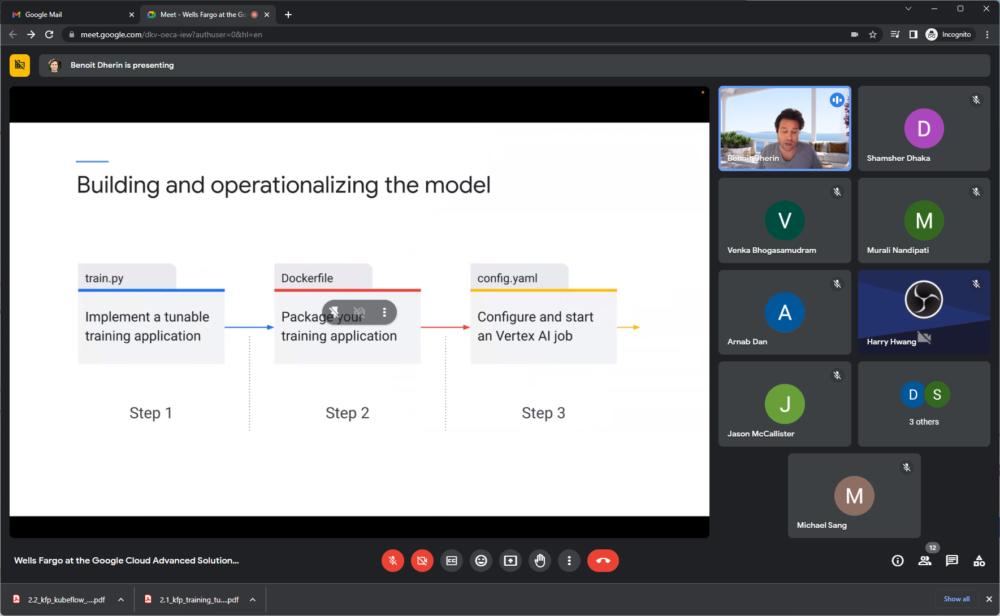 Google Mail
Meet - Wells Fargo at the Go
meet.google.com/dkv-oeca-iew?authuser=0&hl=en
Incognito
Benoit Dherin is presenting
Building and operationalizing the model
train.py
Implement a tunable
training application
Step 1
Dockerfile
Package your
training application
Step 2
config.yaml
Configure and start
an Vertex AI job
Step 3
Benoit Dherin
D
Shamsher Dhaka
V
Venka Bhogasamudram
M
Murali Nandipati
A
Arnab Dan
Harry Hwang
J
Jason McCallister
D S
3 others
M
Michael Sang
Wells Fargo at the Google Cloud Advanced Solution...
CC
12
2.2_kfp_kubeflow_....pdf
2.1_kfp_training_tu....pdf
Show all